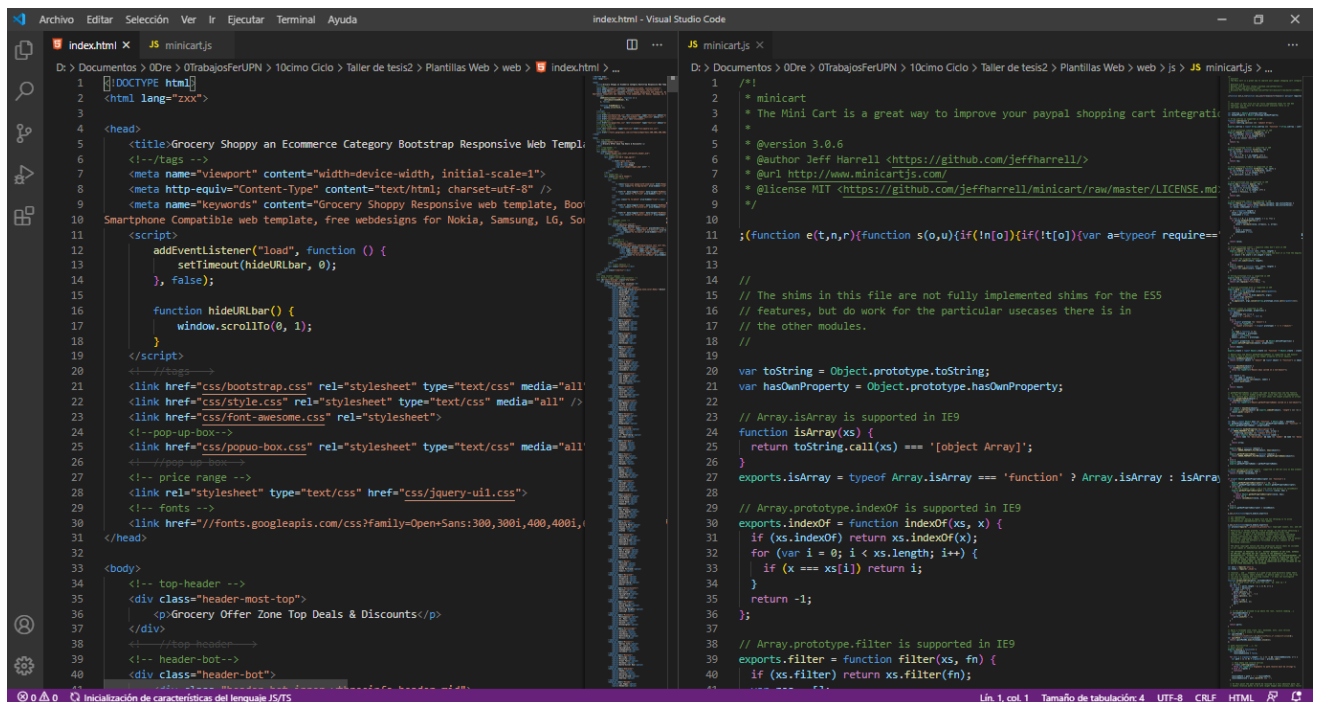 Archivo Editar Selección Ver Ir Ejecutar Terminal Ayuda
index.html - Visual Studio Code
index.html
JS minicart.js
D: > Documentos > 0Dre > 0TrabajosFerUPN > 10cimo Ciclo > Taller de tesis2 > Plantillas Web > web > index.html > ...
1 <!DOCTYPE html>
2 <html lang="zxx">
3
4 <head>
5 <title>Grocery Shoppy an Ecommerce Category Bootstrap Responsive Web Templ
6 <!--/tags -->
7 <meta name="viewport" content="width=device-width, initial-scale=1">
8 <meta http-equiv="Content-Type" content="text/html; charset=utf-8" />
9 <meta name="keywords" content="Grocery Shoppy Responsive web template, Boo
10 Smartphone Compatible web template, free webdesigns for Nokia, Samsung, LG, So
11 <script>
12 addEventListener("load", function () {
13 setTimeout(hideURLbar, 0);
14 }, false);
15
16 function hideURLbar() {
17 window.scrollTo(0, 1);
18 }
19 </script>
20 <!--//tags -->
21 <link href="css/bootstrap.css" rel="stylesheet" type="text/css" media="all"
22 <link href="css/style.css" rel="stylesheet" type="text/css" media="all" />
23 <link href="css/font-awesome.css" rel="stylesheet">
24 <!--pop-up-box-->
25 <link href="css/popuo-box.css" rel="stylesheet" type="text/css" media="all"
26 <!--//pop-up-box-->
27 <!-- price range -->
28 <link rel="stylesheet" type="text/css" href="css/jquery-ui1.css">
29 <!-- fonts -->
30 <link href="//fonts.googleapis.com/css?family=Open+Sans:300,300i,400,400i,
31 </head>
32
33 <body>
34 <!-- top-header -->
35 <div class="header-most-top">
36 <p>Grocery Offer Zone Top Deals & Discounts</p>
37 </div>
38 <!-- //top-header -->
39 <!-- header-bot-->
40 <div class="header-bot">
JS minicart.js
D: > Documentos > 0Dre > 0TrabajosFerUPN > 10cimo Ciclo > Taller de tesis2 > Plantillas Web > web > js > JS minicart.js > ...
1 /*!
2 * minicart
3 * The Mini Cart is a great way to improve your paypal shopping cart integrati
4 *
5 * @version 3.0.6
6 * @author Jeff Harrell <https://github.com/jeffharrell/>
7 * @url http://www.minicartjs.com/
8 * @license MIT <https://github.com/jeffharrell/minicart/raw/master/LICENSE.md
9 */
10
11 ;(function e(t,n,r){function s(o,u){if(!n[o]){if(!t[o]){var a=typeof require==
12
13
14 //
15 // The shims in this file are not fully implemented shims for the ES5
16 // features, but do work for the particular usecases there is in
17 // the other modules.
18 //
19
20 var toString = Object.prototype.toString;
21 var hasOwnProperty = Object.prototype.hasOwnProperty;
22
23 // Array.isArray is supported in IE9
24 function isArray(xs) {
25 return toString.call(xs) === '[object Array]';
26 }
27 exports.isArray = typeof Array.isArray === 'function' ? Array.isArray : isArray
28
29 // Array.prototype.indexOf is supported in IE9
30 exports.indexOf = function indexOf(xs, x) {
31 if (xs.indexOf) return xs.indexOf(x);
32 for (var i = 0; i < xs.length; i++) {
33 if (x === xs[i]) return i;
34 }
35 return -1;
36 };
37
38 // Array.prototype.filter is supported in IE9
39 exports.filter = function filter(xs, fn) {
40 if (xs.filter) return xs.filter(fn);
0 0 Inicialización de características del lenguaje JS/TS
Lín. 1, col. 1 Tamaño de tabulación: 4 UTF-8 CRLF HTML